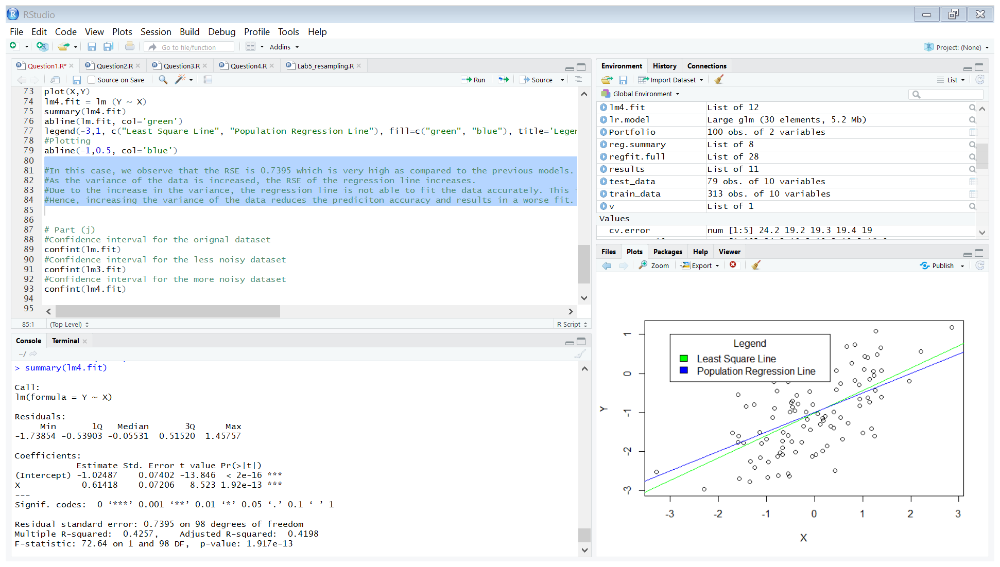 RStudio
File Edit Code View Plots Session Build Debug Profile Tools Help
Go to file/function Addins Project: (None)
Question1.R* Question2.R Question3.R Question4.R Lab5_resampling.R
Source on Save Run Source
73 plot(X,Y)
74 lm4.fit = lm (Y ~ X)
75 summary(lm4.fit)
76 abline(lm.fit, col='green')
77 legend(-3,1, c("Least Square Line", "Population Regression Line"), fill=c("green", "blue"), title='Leger
78 #Plotting
79 abline(-1,0.5, col='blue')
80
81 #In this case, we observe that the RSE is 0.7395 which is very high as compared to the previous models.
82 #As the variance of the data is increased, the RSE of the regression line increases.
83 #Due to the increase in the variance, the regression line is not able to fit the data accurately. This
84 #Hence, increasing the variance of the data reduces the prediciton accuracy and results in a worse fit.
85
86
87 # Part (j)
88 #Confidence interval for the orignal dataset
89 confint(lm.fit)
90 #Confidence interval for the less noisy dataset
91 confint(lm3.fit)
92 #Confidence interval for the more noisy dataset
93 confint(lm4.fit)
94
95
85:1 (Top Level) R Script
Console Terminal
~/
> summary(lm4.fit)
Call:
lm(formula = Y ~ X)
Residuals:
Min 1Q Median 3Q Max
-1.73854 -0.53903 -0.05531 0.51520 1.45757
Coefficients:
Estimate Std. Error t value Pr(>|t|)
(Intercept) -1.02487 0.07402 -13.846 < 2e-16 ***
X 0.61418 0.07206 8.523 1.92e-13 ***
---
Signif. codes: 0 ‘***’ 0.001 ‘**’ 0.01 ‘*’ 0.05 ‘.’ 0.1 ‘ ’ 1
Residual standard error: 0.7395 on 98 degrees of freedom
Multiple R-squared: 0.4257, Adjusted R-squared: 0.4198
F-statistic: 72.64 on 1 and 98 DF, p-value: 1.917e-13
Environment History Connections
Import Dataset List
Global Environment
lm4.fit List of 12
lr.model Large glm (30 elements, 5.2 Mb)
Portfolio 100 obs. of 2 variables
reg.summary List of 8
regfit.full List of 28
results List of 11
test_data 79 obs. of 10 variables
train_data 313 obs. of 10 variables
v List of 1
Values
cv.error num [1:5] 24.2 19.2 19.3 19.4 19
Files Plots Packages Help Viewer
Zoom Export Publish
Legend
Least Square Line
Population Regression Line
1
0
-1
-2
-3
Y
-3 -2 -1 0 1 2 3
X